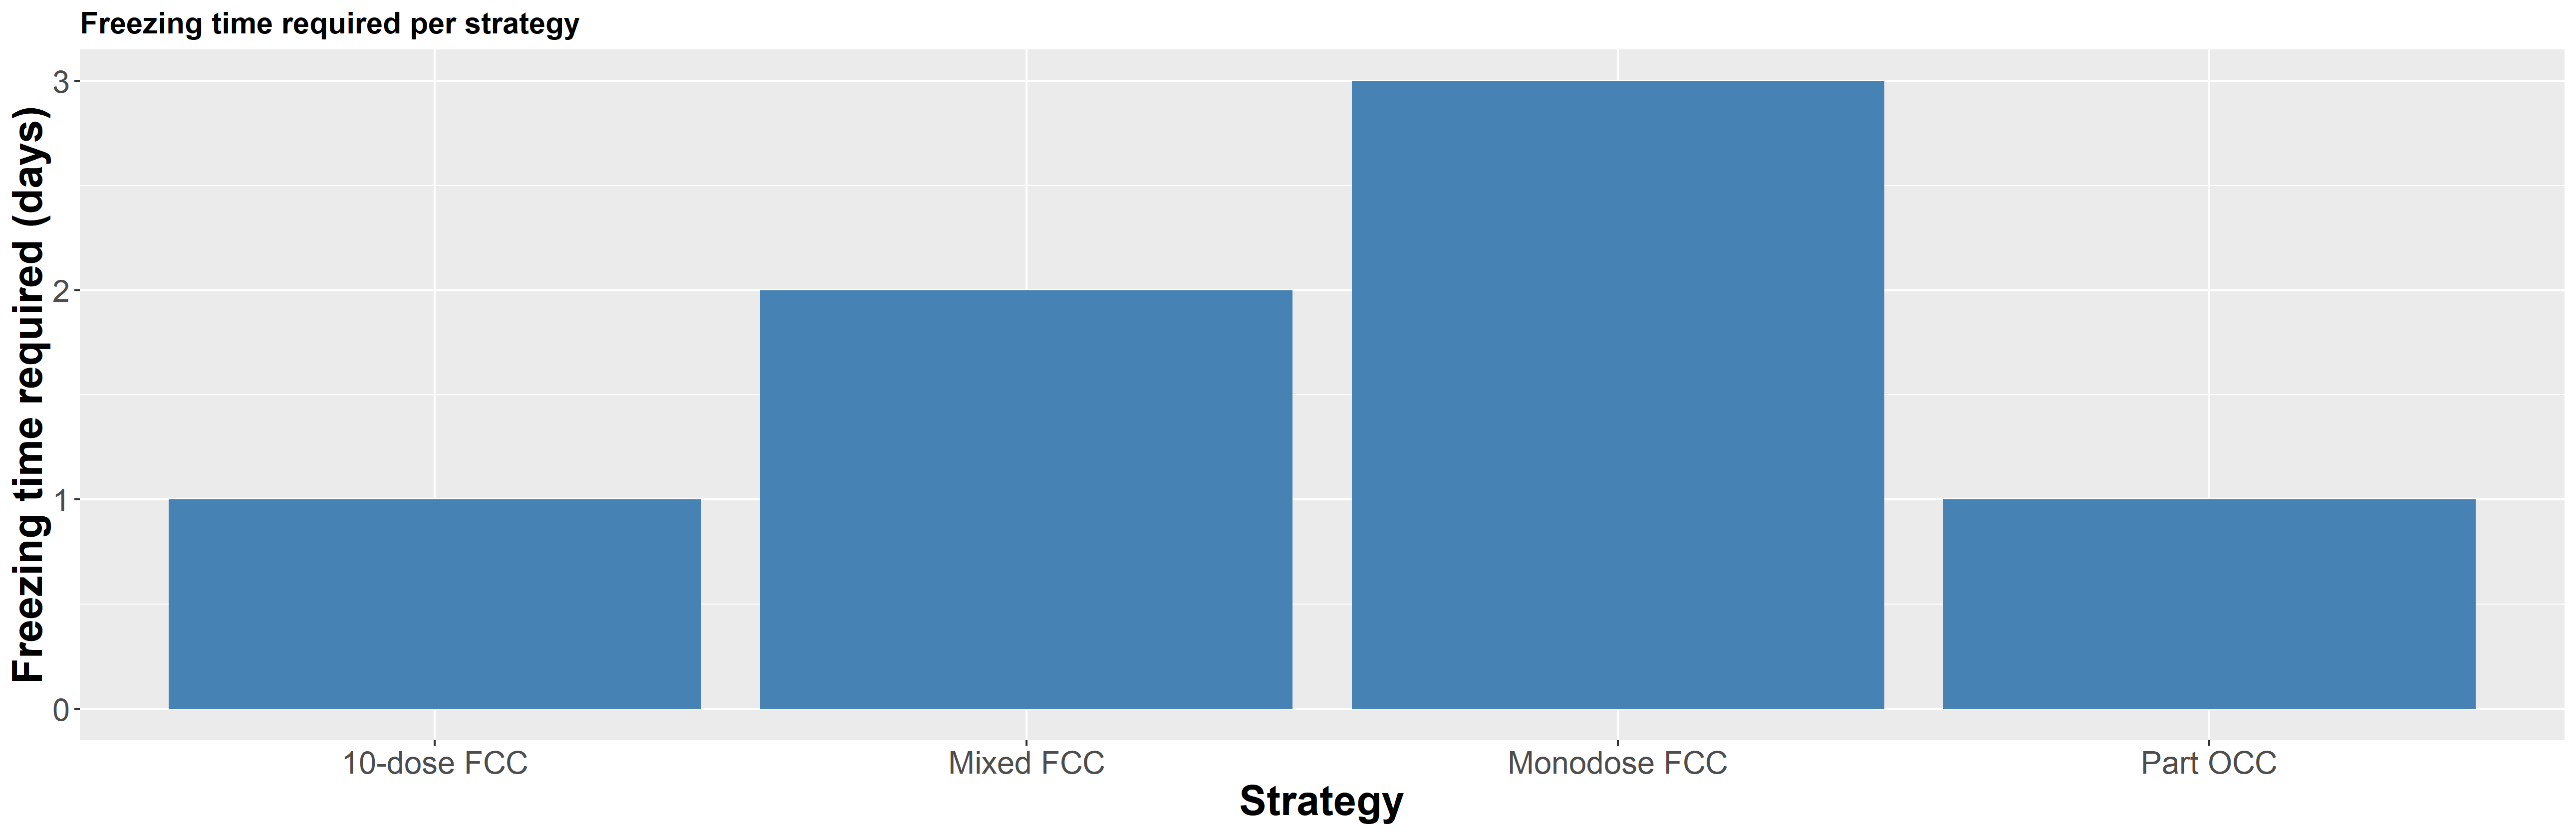 Freezing time required per strategy
Freezing time required (days)
3
2
1
0
10-dose FCC
Mixed FCC
Monodose FCC
Part OCC
Strategy